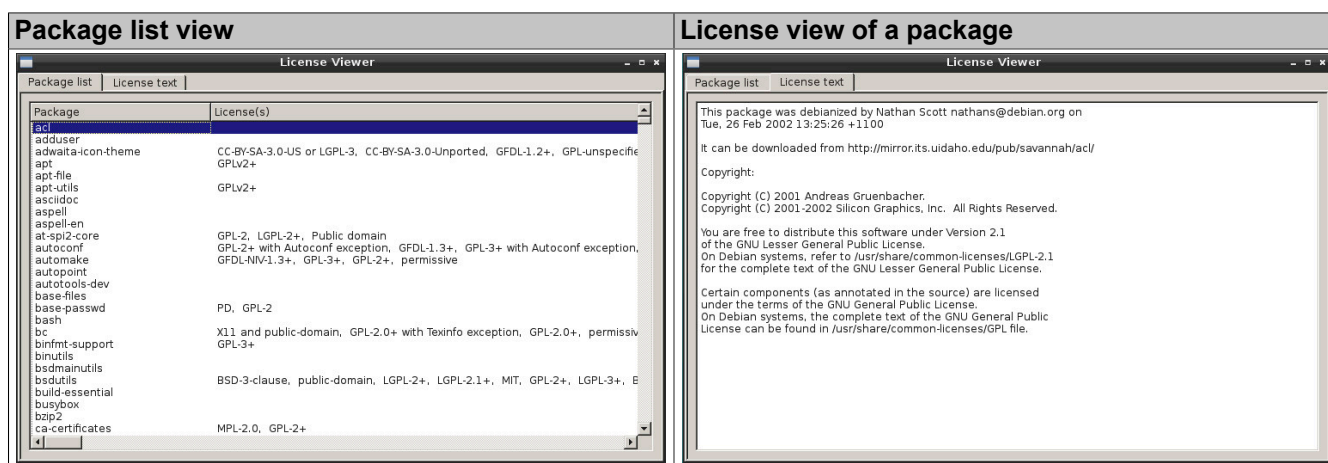 Package list view
License view of a package
License Viewer
Package list License text
Package License(s)
acl
adduser
adwaita-icon-theme CC-BY-SA-3.0-US or LGPL-3, CC-BY-SA-3.0-Unported, GFDL-1.2+, GPL-unspecifie
apt GPLv2+
apt-file
apt-utils GPLv2+
asciidoc
aspell
aspell-en
at-spi2-core GPL-2, LGPL-2+, Public domain
autoconf GPL-2+ with Autoconf exception, GFDL-1.3+, GPL-3+ with Autoconf exception,
automake GFDL-NIV-1.3+, GPL-3+, GPL-2+, permissive
autopoint
autotools-dev
base-files
base-passwd PD, GPL-2
bash
bc X11 and public-domain, GPL-2.0+ with Texinfo exception, GPL-2.0+, permissiv
binfmt-support GPL-3+
binutils
bsdmainutils
bsdutils BSD-3-clause, public-domain, LGPL-2+, LGPL-2.1+, MIT, GPL-2+, LGPL-3+, B
build-essential
busybox
bzip2
ca-certificates MPL-2.0, GPL-2+
License Viewer
Package list License text
This package was debianized by Nathan Scott nathans@debian.org on
Tue, 26 Feb 2002 13:25:26 +1100
It can be downloaded from http://mirror.its.uidaho.edu/pub/savannah/acl/
Copyright:
Copyright (C) 2001 Andreas Gruenbacher.
Copyright (C) 2001-2002 Silicon Graphics, Inc. All Rights Reserved.
You are free to distribute this software under Version 2.1
of the GNU Lesser General Public License.
On Debian systems, refer to /usr/share/common-licenses/LGPL-2.1
for the complete text of the GNU Lesser General Public License.
Certain components (as annotated in the source) are licensed
under the terms of the GNU General Public License.
On Debian systems, the complete text of the GNU General Public
License can be found in /usr/share/common-licenses/GPL file.